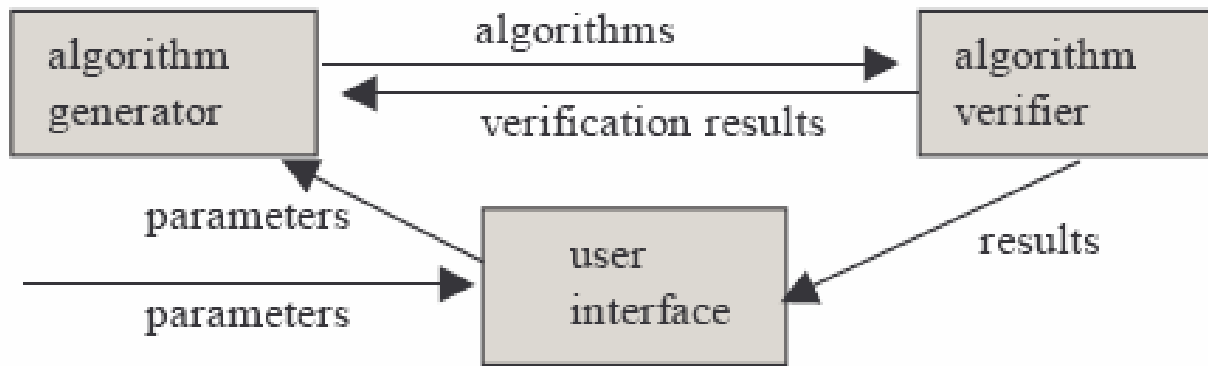 algorithm
generator
algorithms
verification results
algorithm
verifier
parameters
parameters
user
interface
results